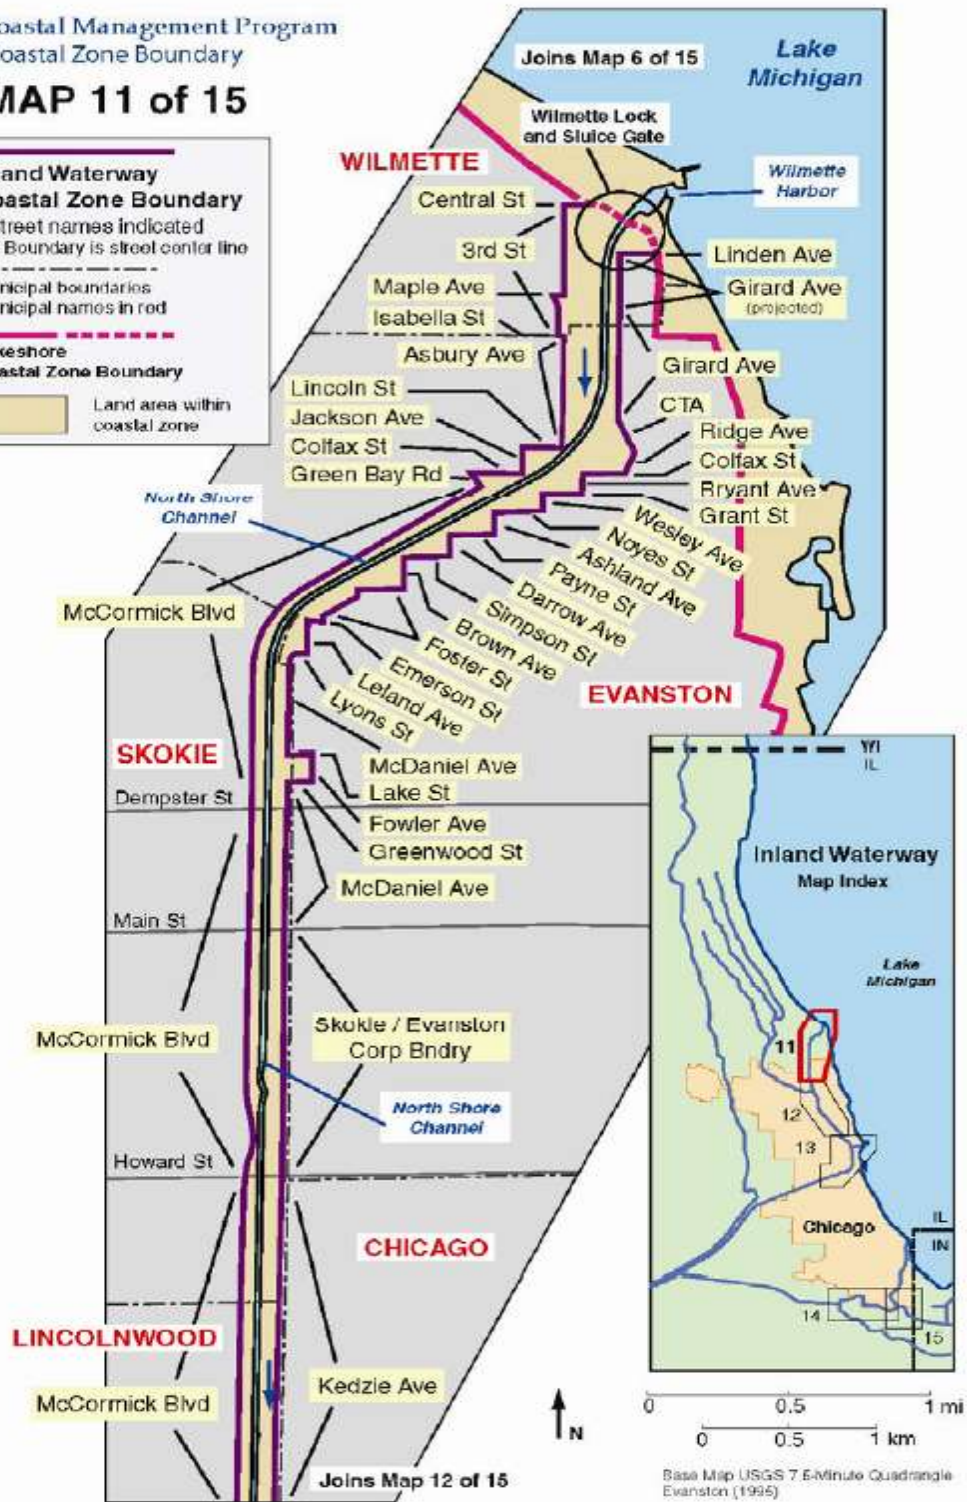 oastal Management Program
oastal Zone Boundary
MAP 11 of 15
and Waterway
oastal Zone Boundary
treet names indicated
Boundary is street center line
nicipal boundaries
nicipal names in red
keshore
astal Zone Boundary
Land area within
coastal zone
Joins Map 6 of 15
Lake
Michigan
Wilmette Lock
and Sluice Gate
WILMETTE
Wilmette
Harbor
Central St
3rd St
Linden Ave
Maple Ave
Girard Ave
(projected)
Isabella St
Asbury Ave
Girard Ave
Lincoln St
CTA
Jackson Ave
Ridge Ave
Colfax St
Colfax St
Green Bay Rd
Bryant Ave
North Shore
Channel
Grant St
Wesley Ave
Noyes St
Ashland Ave
Payne St
Darrow Ave
Simpson St
Brown Ave
Foster St
Emerson St
Leland Ave
Lyons St
McCormick Blvd
EVANSTON
SKOKIE
McDaniel Ave
Dempster St
Lake St
Fowler Ave
Greenwood St
McDaniel Ave
Main St
McCormick Blvd
Skokie / Evanston
Corp Bndry
North Shore
Channel
Howard St
CHICAGO
LINCOLNWOOD
McCormick Blvd
Kedzie Ave
Joins Map 12 of 15
N
WI
IL
Inland Waterway
Map Index
Lake
Michigan
11
12
13
Chicago
IL
IN
14
15
0 0.5 1 mi
0 0.5 1 km
Base Map USGS 7.5-Minute Quadrangle
Evanston (1995)